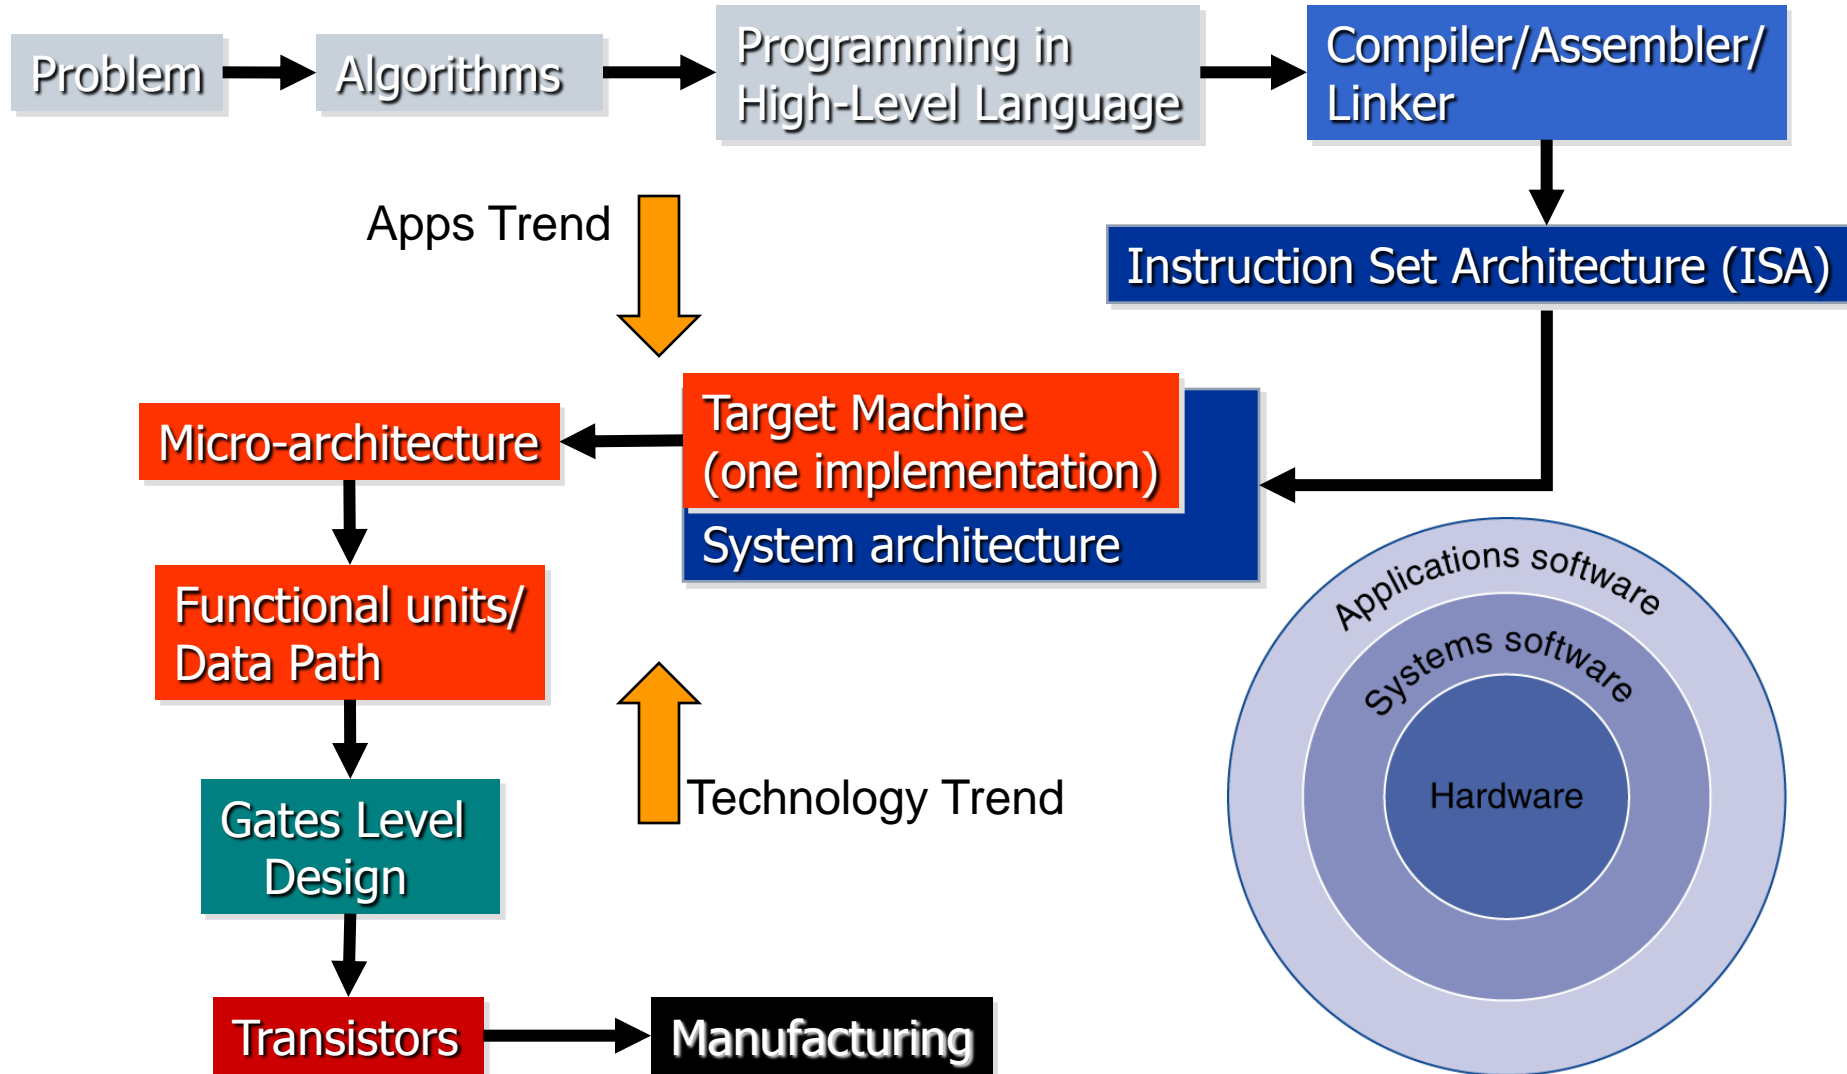 Problem
Algorithms
Programming in
High-Level Language
Compiler/Assembler/
Linker
Apps Trend
Instruction Set Architecture (ISA)
Micro-architecture
Target Machine
(one implementation)
System architecture
Functional units/
Data Path
Technology Trend
Gates Level
Design
Transistors
Manufacturing
Applications software
Systems software
Hardware